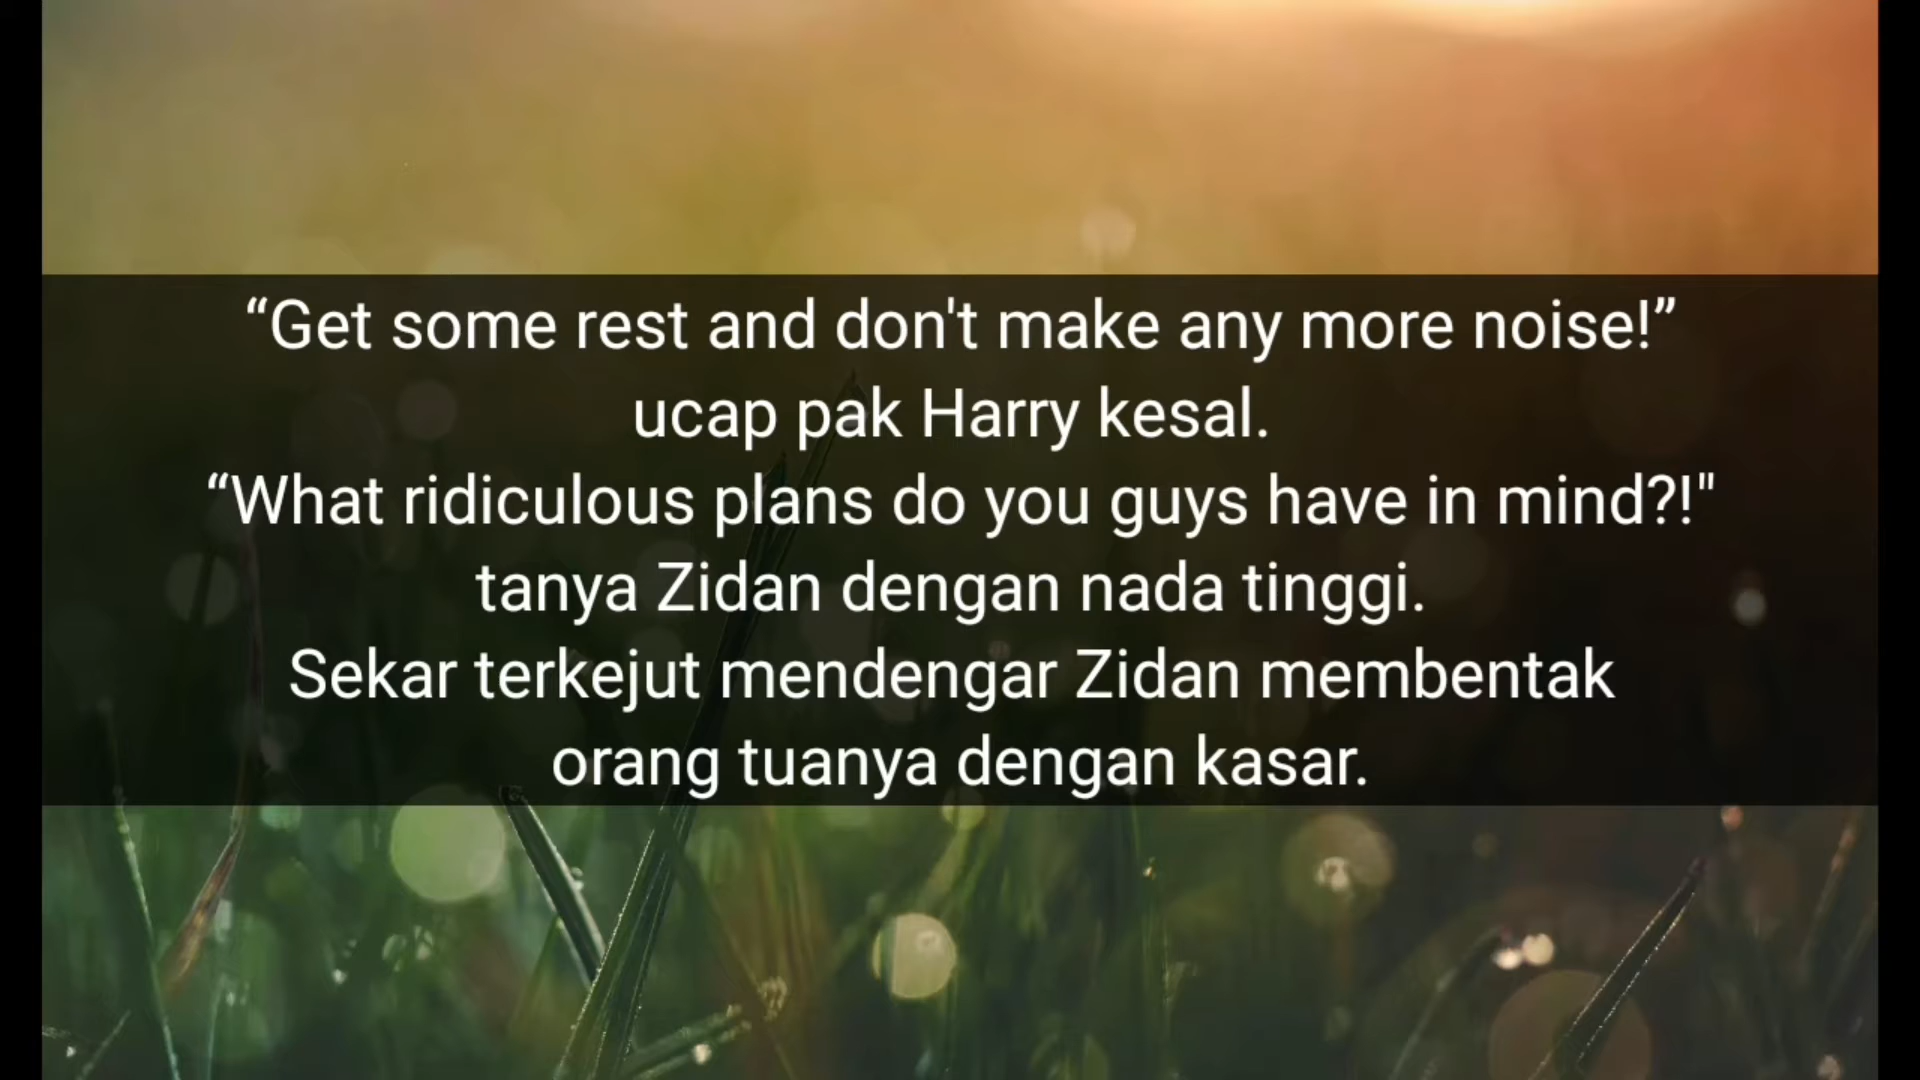 “Get some rest and don't make any more noise!”
ucap pak Harry kesal.
“What ridiculous plans do you guys have in mind?!"
tanya Zidan dengan nada tinggi.
Sekar terkejut mendengar Zidan membentak
orang tuanya dengan kasar.